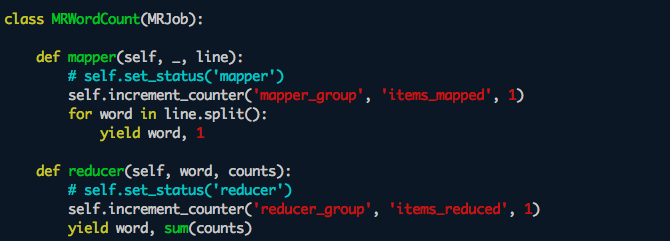 class MRWordCount(MRJob):
    def mapper(self, _, line):
        # self.set_status('mapper')
        self.increment_counter('mapper_group', 'items_mapped', 1)
        for word in line.split():
            yield word, 1
    def reducer(self, word, counts):
        # self.set_status('reducer')
        self.increment_counter('reducer_group', 'items_reduced', 1)
        yield word, sum(counts)